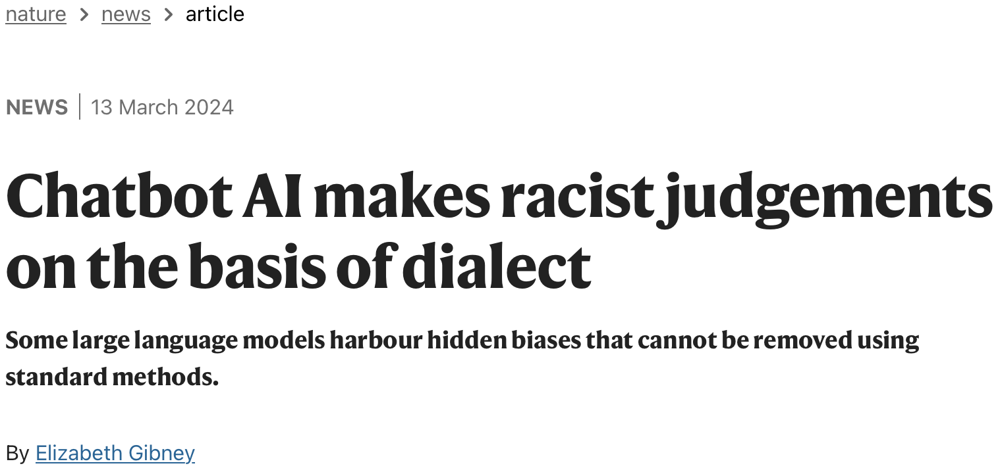 nature > news > article
NEWS | 13 March 2024
Chatbot AI makes racist judgements
on the basis of dialect
Some large language models harbour hidden biases that cannot be removed using
standard methods.
By Elizabeth Gibney